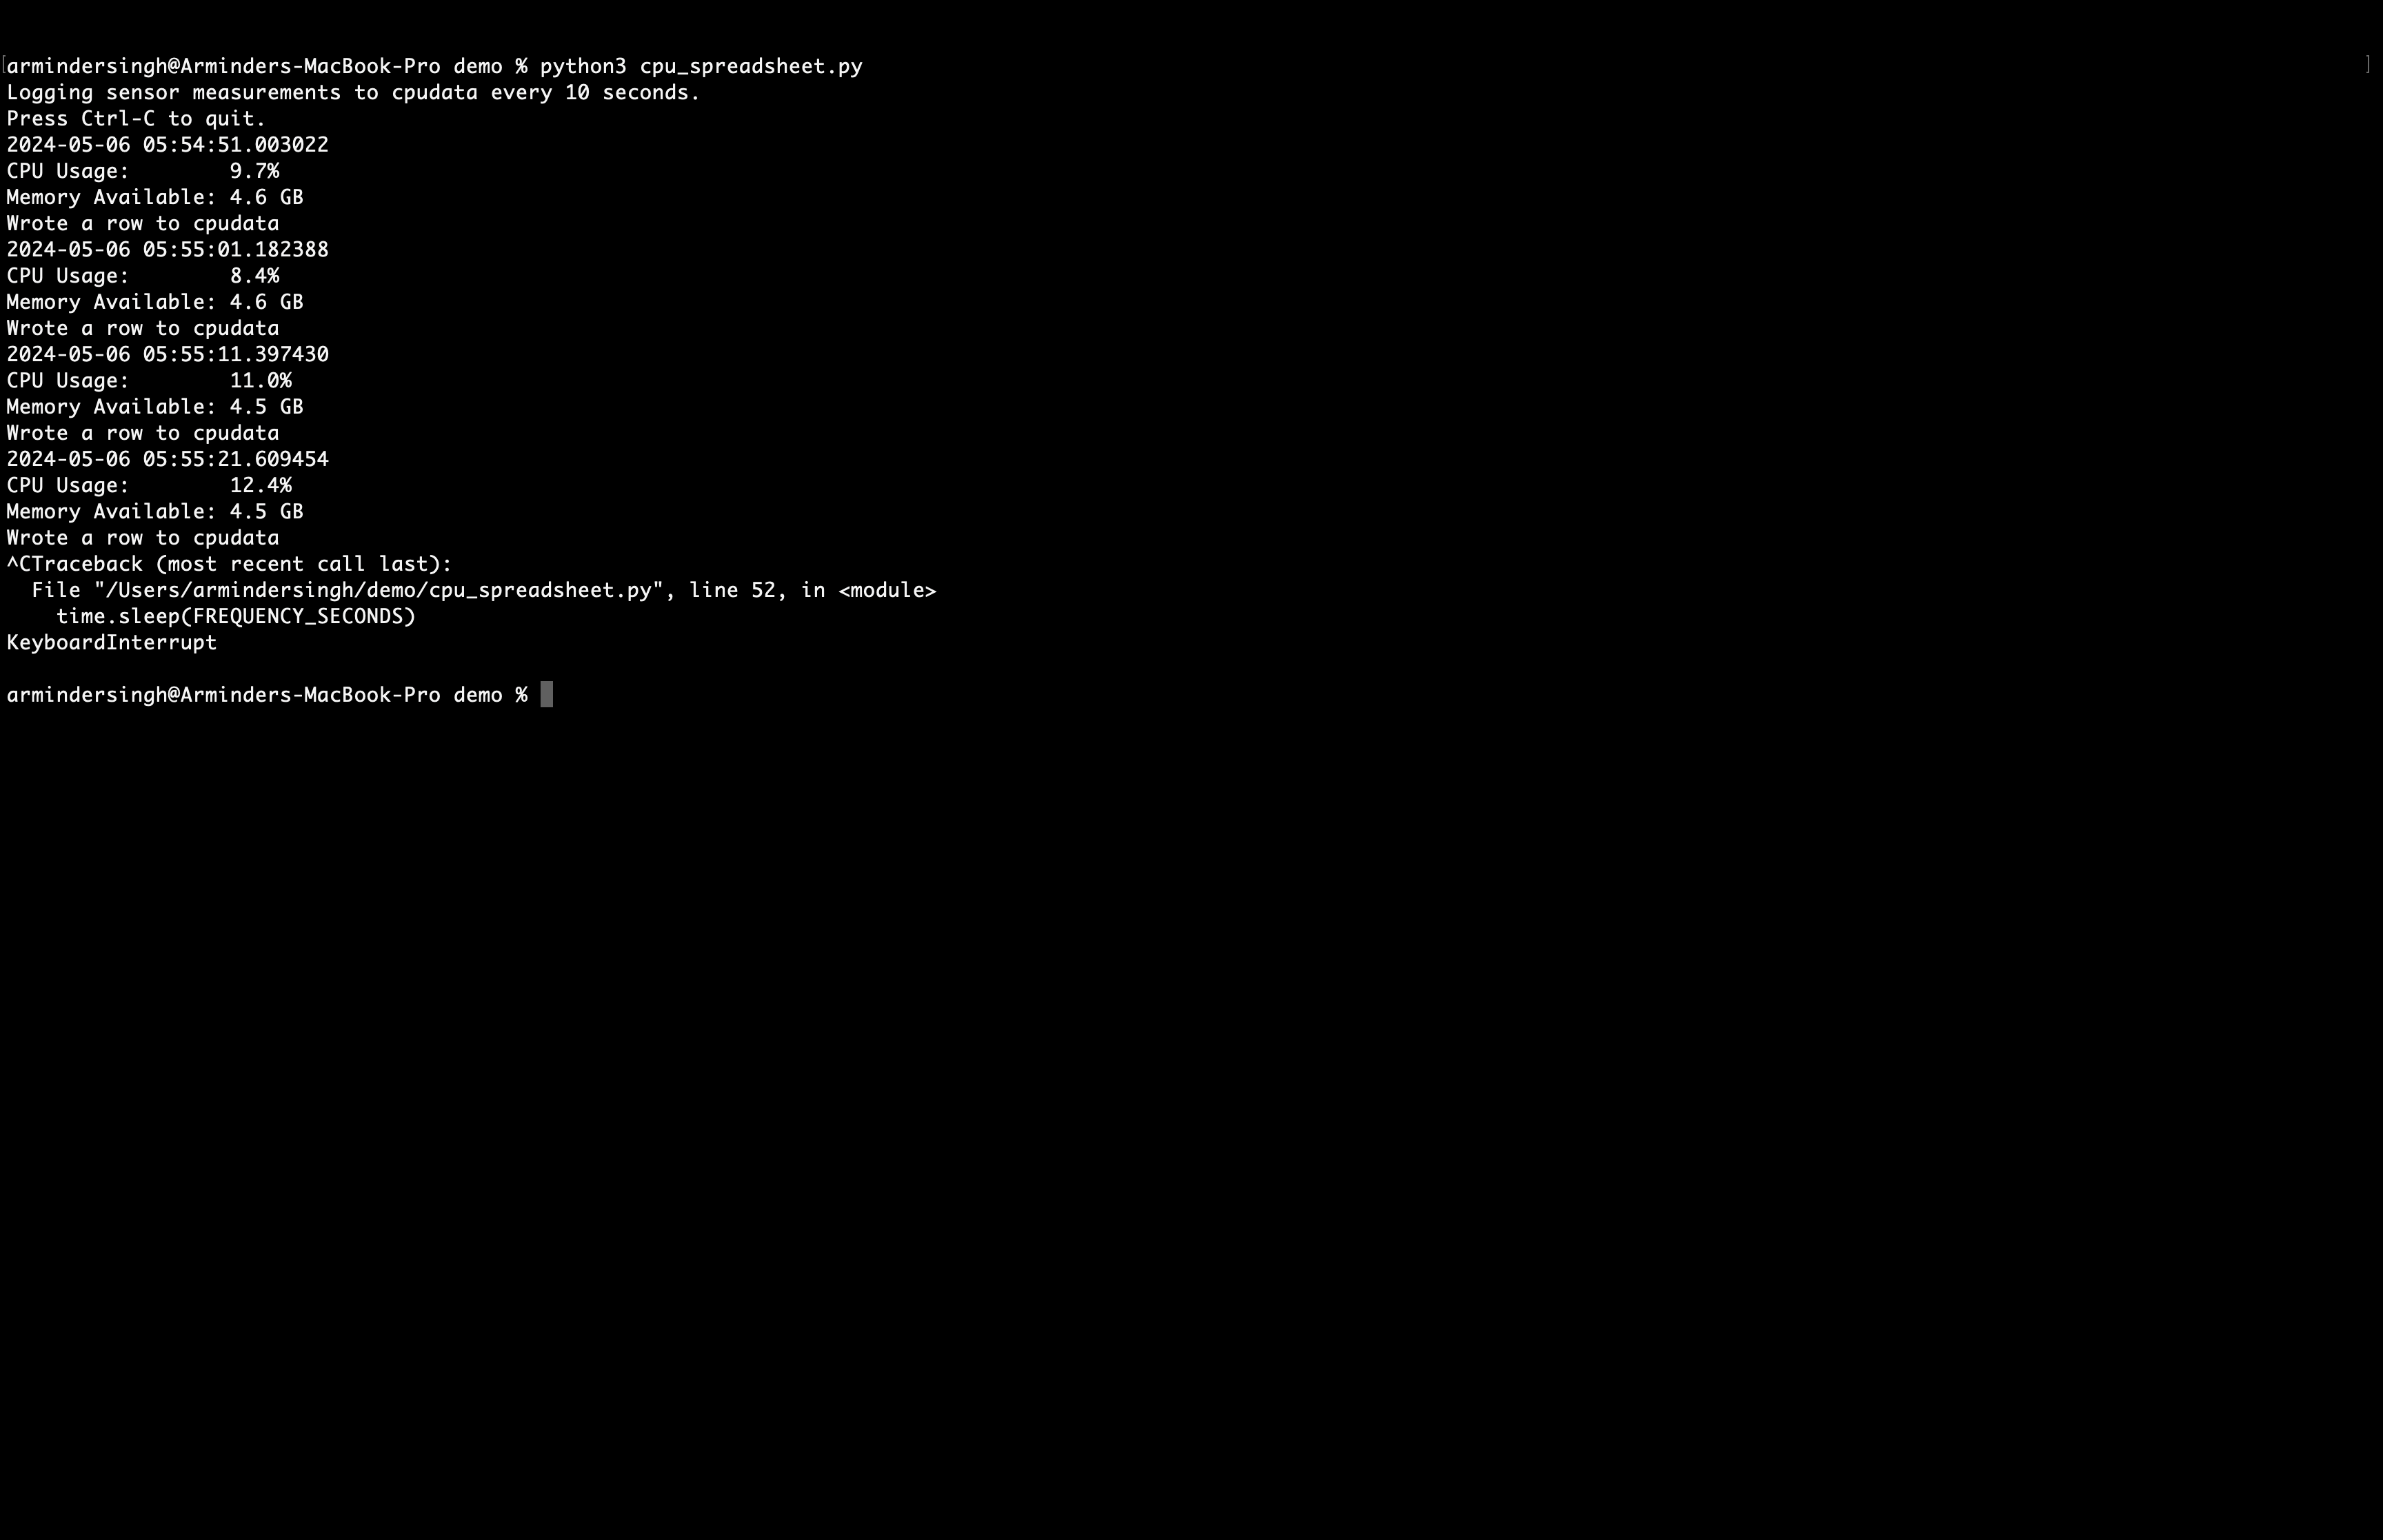 [armindersingh@Arminders-MacBook-Pro demo % python3 cpu_spreadsheet.py ]
Logging sensor measurements to cpudata every 10 seconds.
Press Ctrl-C to quit.
2024-05-06 05:54:51.003022
CPU Usage:        9.7%
Memory Available: 4.6 GB
Wrote a row to cpudata
2024-05-06 05:55:01.182388
CPU Usage:        8.4%
Memory Available: 4.6 GB
Wrote a row to cpudata
2024-05-06 05:55:11.397430
CPU Usage:        11.0%
Memory Available: 4.5 GB
Wrote a row to cpudata
2024-05-06 05:55:21.609454
CPU Usage:        12.4%
Memory Available: 4.5 GB
Wrote a row to cpudata
^CTraceback (most recent call last):
  File "/Users/armindersingh/demo/cpu_spreadsheet.py", line 52, in <module>
    time.sleep(FREQUENCY_SECONDS)
KeyboardInterrupt
armindersingh@Arminders-MacBook-Pro demo %